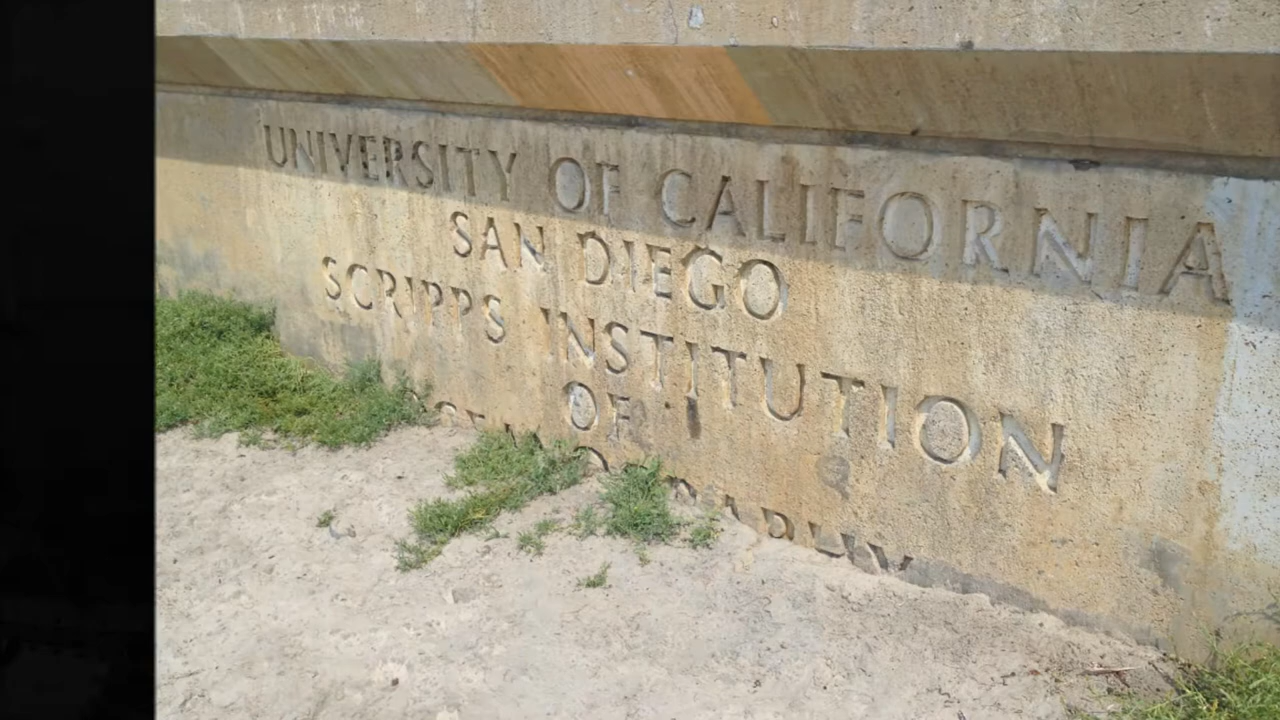 UNIVERSITY OF CALIFORNIA
SAN DIEGO
SCRIPPS INSTITUTION
OF